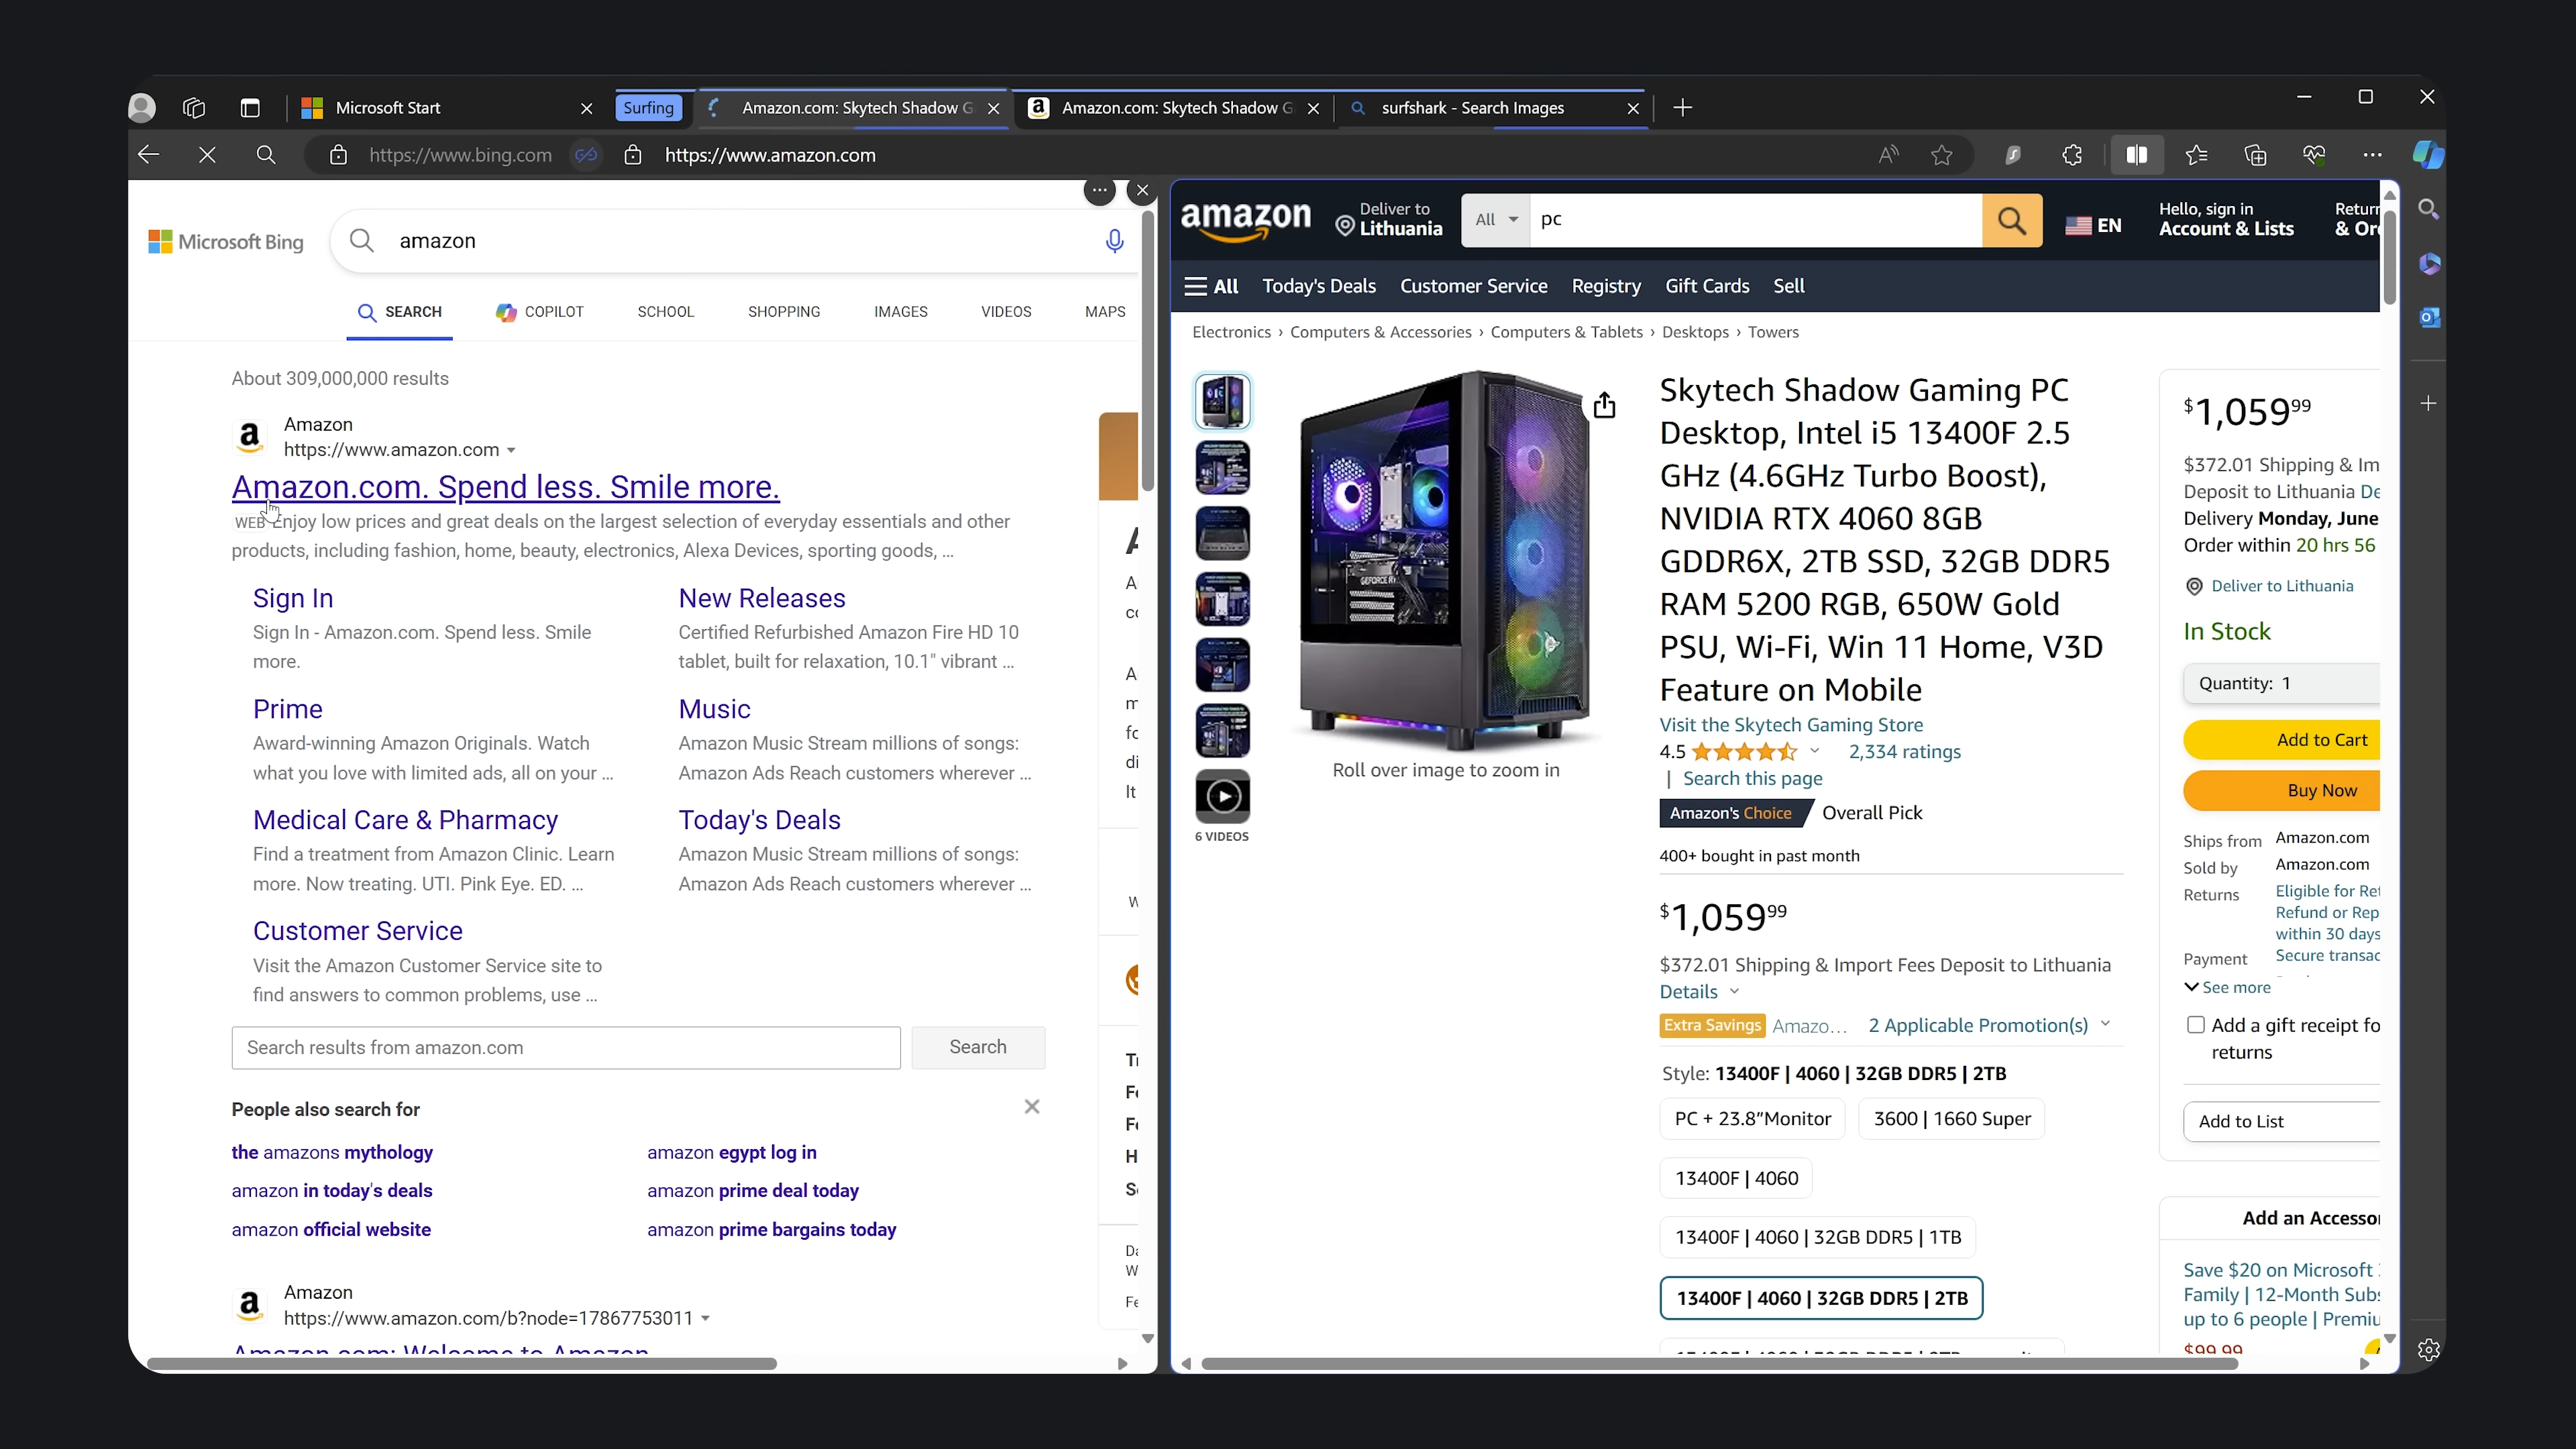 Microsoft Start
Surfing
Amazon.com: Skytech Shadow G
Amazon.com: Skytech Shadow G
surfshark - Search Images
https://www.bing.com
https://www.amazon.com
Microsoft Bing
amazon
SEARCH
COPILOT
SCHOOL
SHOPPING
IMAGES
VIDEOS
MAPS
About 309,000,000 results
Amazon
https://www.amazon.com
Amazon.com. Spend less. Smile more.
WEB Enjoy low prices and great deals on the largest selection of everyday essentials and other
products, including fashion, home, beauty, electronics, Alexa Devices, sporting goods, ...
Sign In
Sign In - Amazon.com. Spend less. Smile
more.
New Releases
Certified Refurbished Amazon Fire HD 10
tablet, built for relaxation, 10.1" vibrant ...
Prime
Award-winning Amazon Originals. Watch
what you love with limited ads, all on your ...
Music
Amazon Music Stream millions of songs:
Amazon Ads Reach customers wherever ...
Medical Care & Pharmacy
Find a treatment from Amazon Clinic. Learn
more. Now treating. UTI. Pink Eye. ED. ...
Today's Deals
Amazon Music Stream millions of songs:
Amazon Ads Reach customers wherever ...
Customer Service
Visit the Amazon Customer Service site to
find answers to common problems, use ...
Search results from amazon.com
Search
People also search for
the amazons mythology
amazon egypt log in
amazon in today's deals
amazon prime deal today
amazon official website
amazon prime bargains today
Amazon
https://www.amazon.com/b?node=17867753011
Amazon.com: Welcome to Amazon
amazon
Deliver to
Lithuania
All
pc
EN
Hello, sign in
Account & Lists
Return
& Or
All
Today's Deals
Customer Service
Registry
Gift Cards
Sell
Electronics › Computers & Accessories › Computers & Tablets › Desktops › Towers
6 VIDEOS
GEFORCE RTX
Roll over image to zoom in
Skytech Shadow Gaming PC
Desktop, Intel i5 13400F 2.5
GHz (4.6GHz Turbo Boost),
NVIDIA RTX 4060 8GB
GDDR6X, 2TB SSD, 32GB DDR5
RAM 5200 RGB, 650W Gold
PSU, Wi-Fi, Win 11 Home, V3D
Feature on Mobile
Visit the Skytech Gaming Store
4.5
2,334 ratings
| Search this page
Amazon's Choice
Overall Pick
400+ bought in past month
$1,059 99
$372.01 Shipping & Import Fees Deposit to Lithuania
Details
Extra Savings Amazo... 2 Applicable Promotion(s)
Style: 13400F | 4060 | 32GB DDR5 | 2TB
PC + 23.8"Monitor
3600 | 1660 Super
13400F | 4060
13400F | 4060 | 32GB DDR5 | 1TB
13400F | 4060 | 32GB DDR5 | 2TB
$1,059 99
$372.01 Shipping & Im
Deposit to Lithuania De
Delivery Monday, June
Order within 20 hrs 56
Deliver to Lithuania
In Stock
Quantity: 1
Add to Cart
Buy Now
Ships from Amazon.com
Sold by Amazon.com
Returns Eligible for Ret
Refund or Rep
within 30 days
Payment Secure transac
See more
Add a gift receipt fo
returns
Add to List
Add an Accessor
Save $20 on Microsoft
Family | 12-Month Subs
up to 6 people | Premiu
$99.99